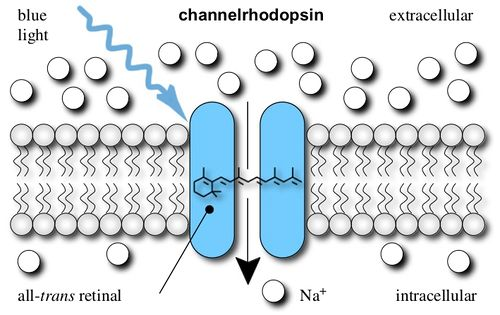 blue
light
channelrhodopsin
extracellular
all-trans retinal
Na⁺
intracellular